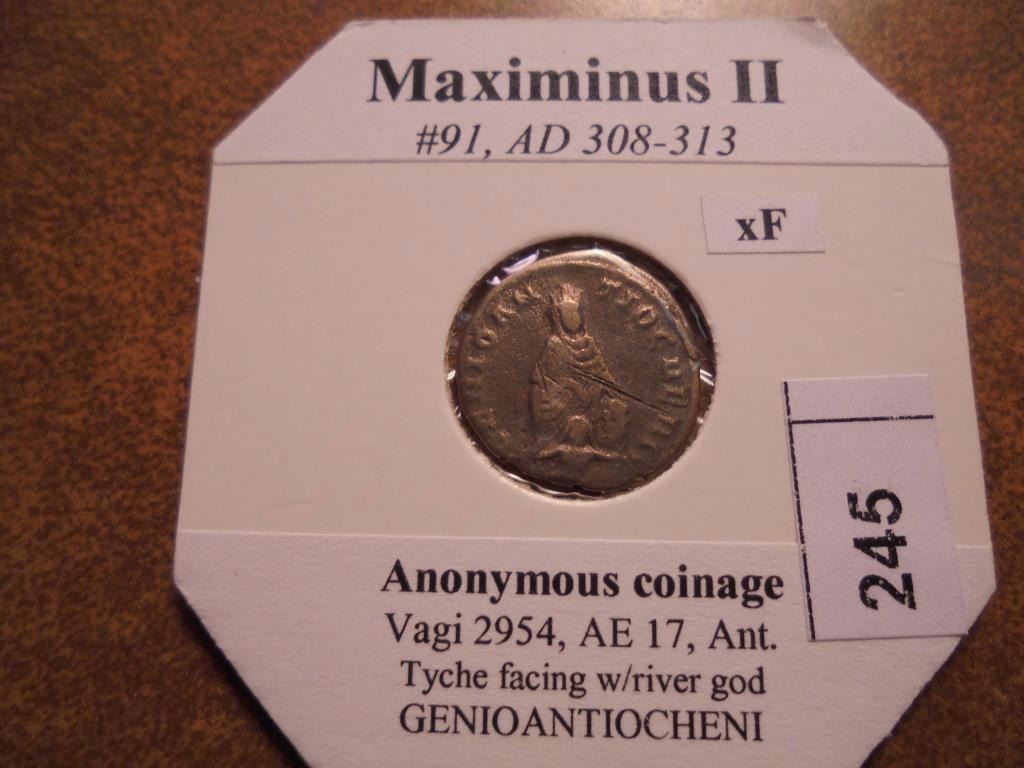 Maximinus II
#91, AD 308-313
xF
245
Anonymous coinage
Vagi 2954, AE 17, Ant.
Tyche facing w/river god
GENIOANTIOCHENI